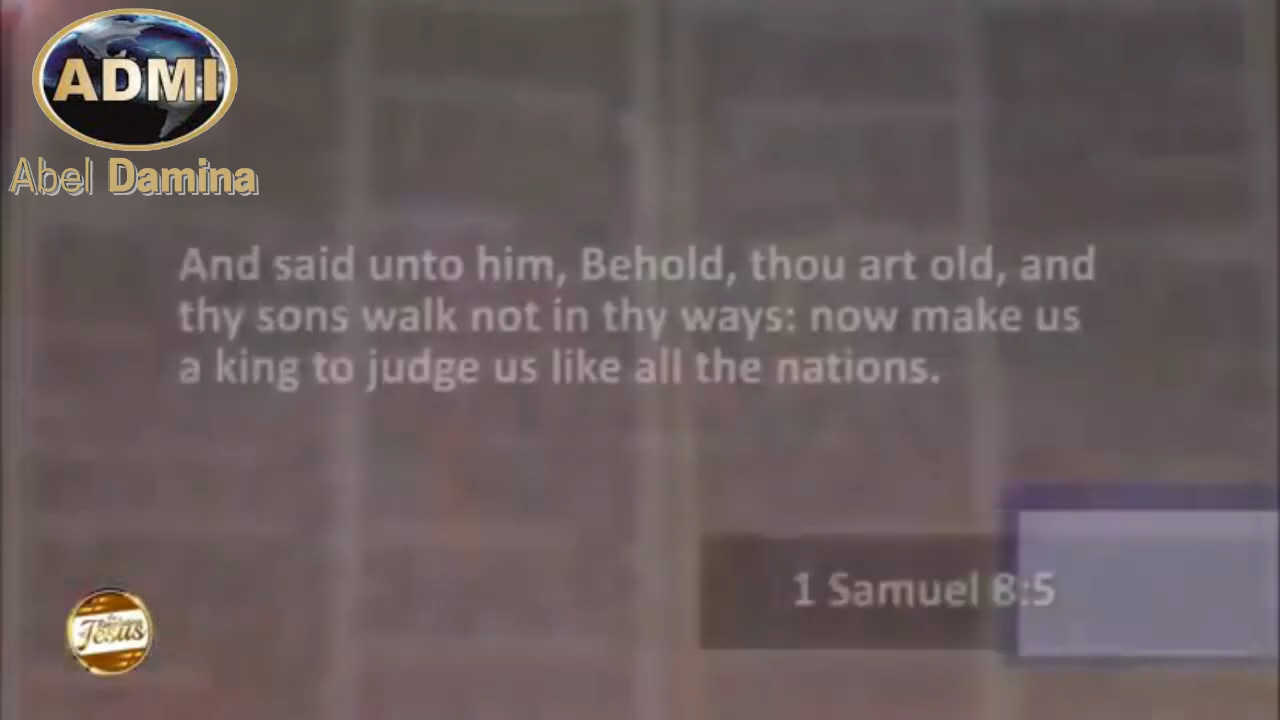 ADMI
Abel Damina
And said unto him, Behold, thou art old, and
thy sons walk not in thy ways: now make us
a king to judge us like all the nations.
1 Samuel 8:5
Jesus